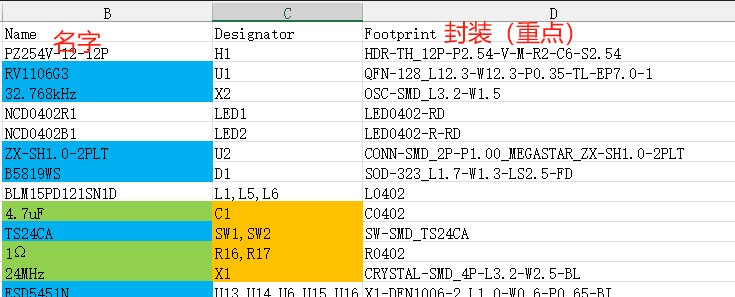 B C D
Name 名字 Designator Footprint 封装（重点）
PZ254V-12-12P H1 HDR-TH_12P-P2.54-V-M-R2-C6-S2.54
RV1106G3 U1 QFN-128_L12.3-W12.3-P0.35-TL-EP7.0-1
32.768kHz X2 OSC-SMD_L3.2-W1.5
NCD0402R1 LED1 LED0402-RD
NCD0402B1 LED2 LED0402-R-RD
ZX-SH1.0-2PLT U2 CONN-SMD_2P-P1.00_MEGASTAR_ZX-SH1.0-2PLT
B5819WS D1 SOD-323_L1.7-W1.3-LS2.5-FD
BLM15PD121SN1D L1,L5,L6 L0402
4.7uF C1 C0402
TS24CA SW1,SW2 SW-SMD_TS24CA
1Ω R16,R17 R0402
24MHz X1 CRYSTAL-SMD_4P-L3.2-W2.5-BL
ESD5451N U13,U14,U6,U15,U16 X1-DFN1006-2_L1.0-W0.6-P0.65-BL